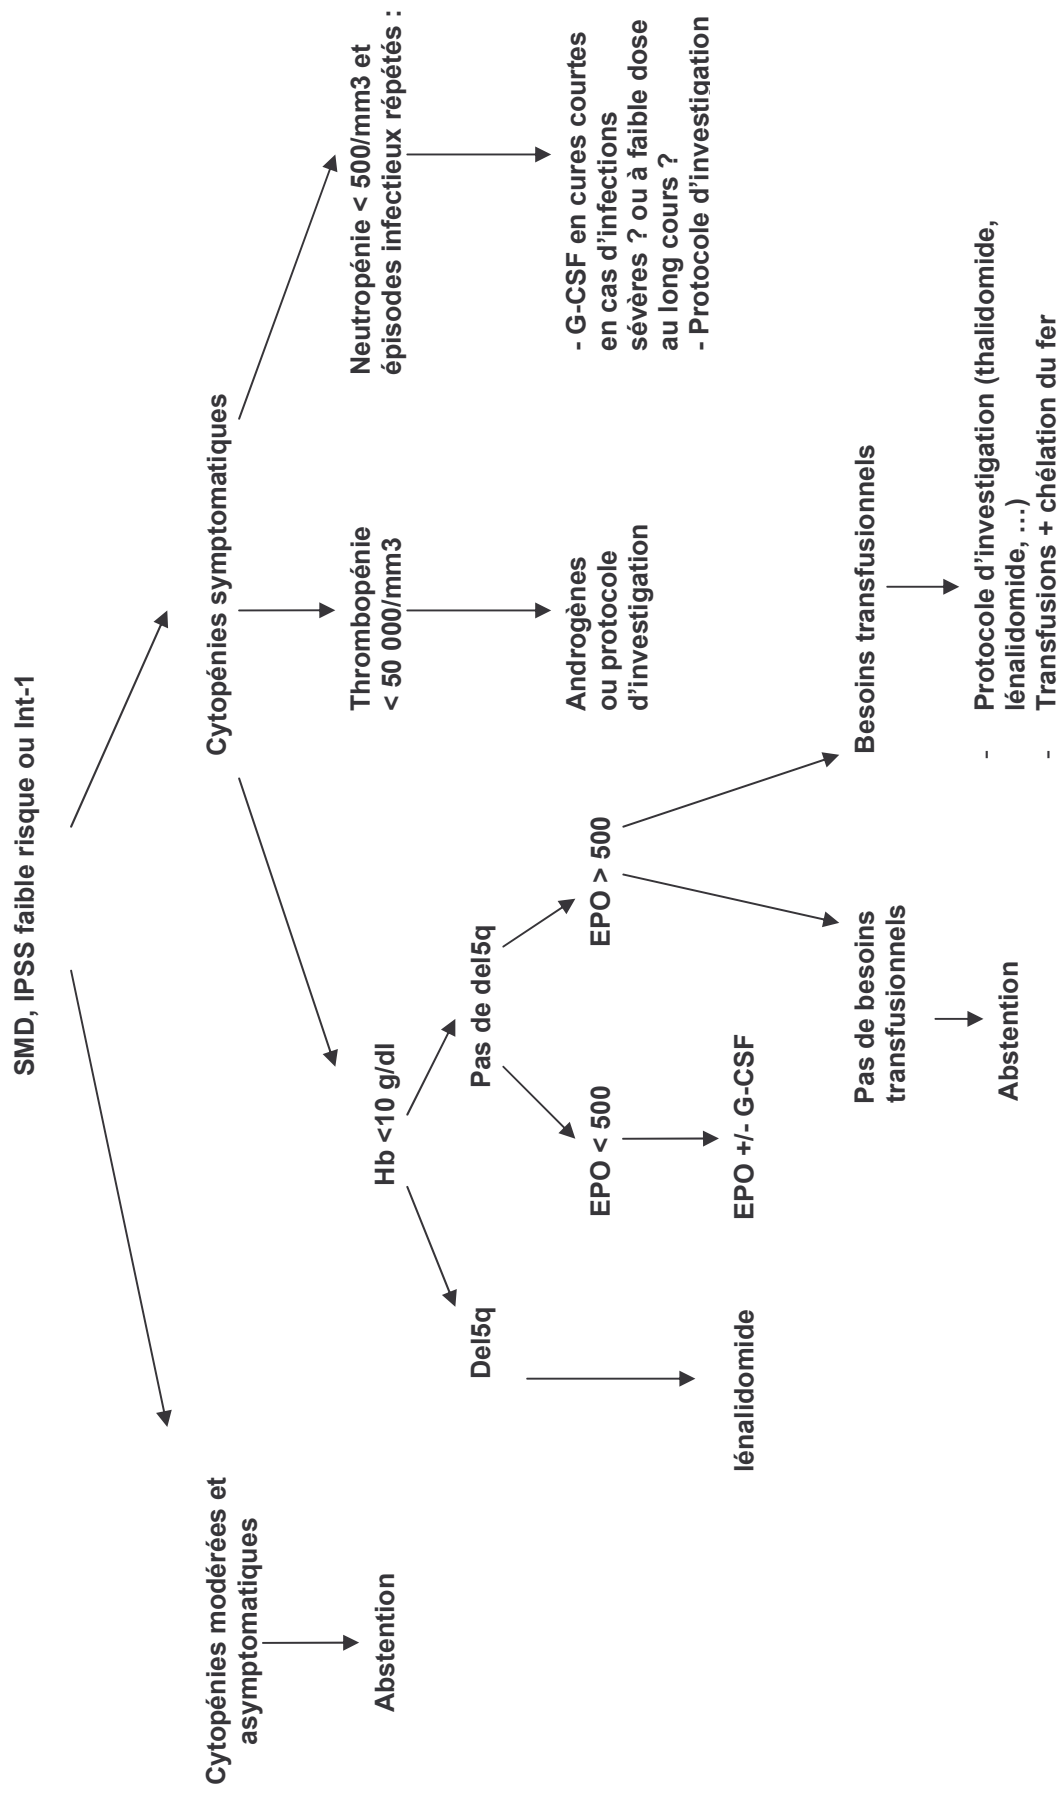 SMD, IPSS faible risque ou Int-1
Cytopénies modérées et
asymptomatiques
Abstention
Cytopénies symptomatiques
Hb <10 g/dl
Del5q
lénalidomide
Pas de del5q
EPO < 500
EPO +/- G-CSF
EPO > 500
Pas de besoins
transfusionnels
Abstention
Besoins transfusionnels
- Protocole d’investigation (thalidomide,
lénalidomide, …)
- Transfusions + chélation du fer
Thrombopénie
< 50 000/mm3
Androgènes
ou protocole
d’investigation
Neutropénie < 500/mm3 et
épisodes infectieux répétés :
- G-CSF en cures courtes
en cas d’infections
sévères ? ou à faible dose
au long cours ?
- Protocole d’investigation